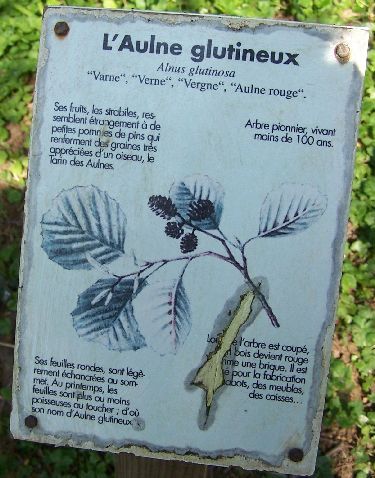 L'Aulne glutineux
Alnus glutinosa
"Varne", "Verne", "Vergne", "Aulne rouge".
Ses fruits, les strobiles, res-
semblent étrangement à de
petites pommes de pins qui
renferment des graines très
appréciées d'un oiseau, le
Tarin des Aulnes.
Arbre pionnier, vivant
moins de 100 ans.
Ses feuilles rondes, sont légè-
rement échancrées au som-
met. Au printemps, les
feuilles sont plus ou moins
poisseuses au toucher ; d'où
son nom d'Aulne glutineux.
l'arbre est coupé,
bois devient rouge
une brique. Il est
pour la fabrication
des meubles,
des caisses...